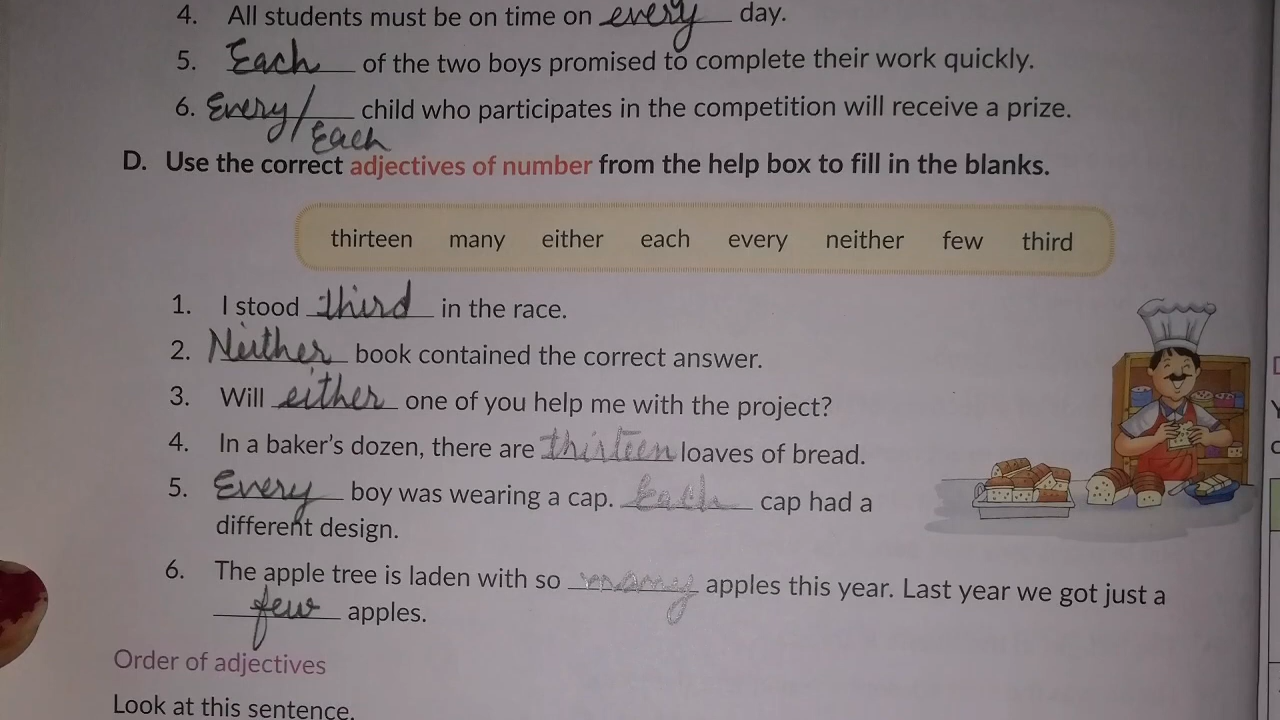 4. All students must be on time on every day.
5. Each of the two boys promised to complete their work quickly.
6. Every/ child who participates in the competition will receive a prize.
Each
D. Use the correct adjectives of number from the help box to fill in the blanks.
thirteen many either each every neither few third
1. I stood third in the race.
2. Neither book contained the correct answer.
3. Will either one of you help me with the project?
4. In a baker's dozen, there are thirteen loaves of bread.
5. Every boy was wearing a cap. Each cap had a
different design.
6. The apple tree is laden with so many apples this year. Last year we got just a
few apples.
Order of adjectives
Look at this sentence.